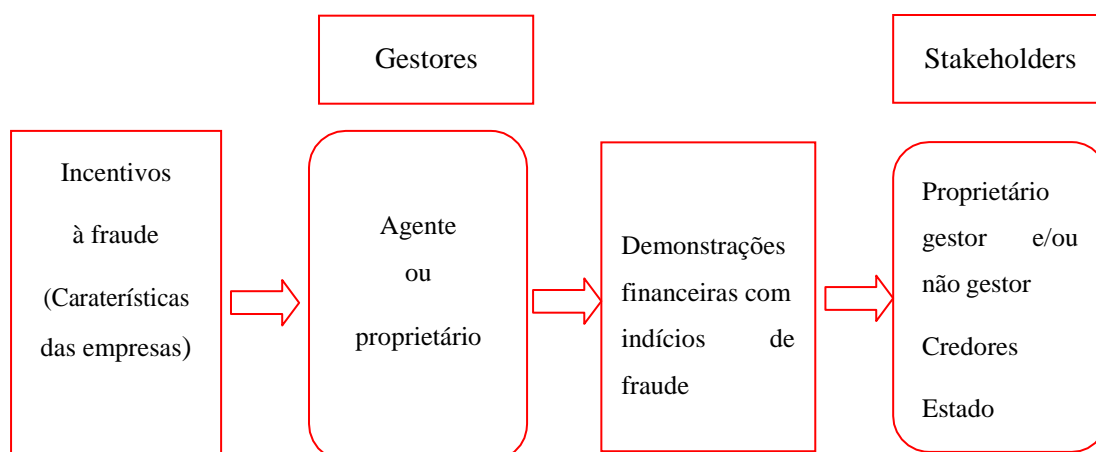 Gestores
Stakeholders
Incentivos
à fraude
(Caraterísticas
das empresas)
Agente
ou
proprietário
Demonstrações
financeiras com
indícios de
fraude
Proprietário
gestor e/ou
não gestor
Credores
Estado